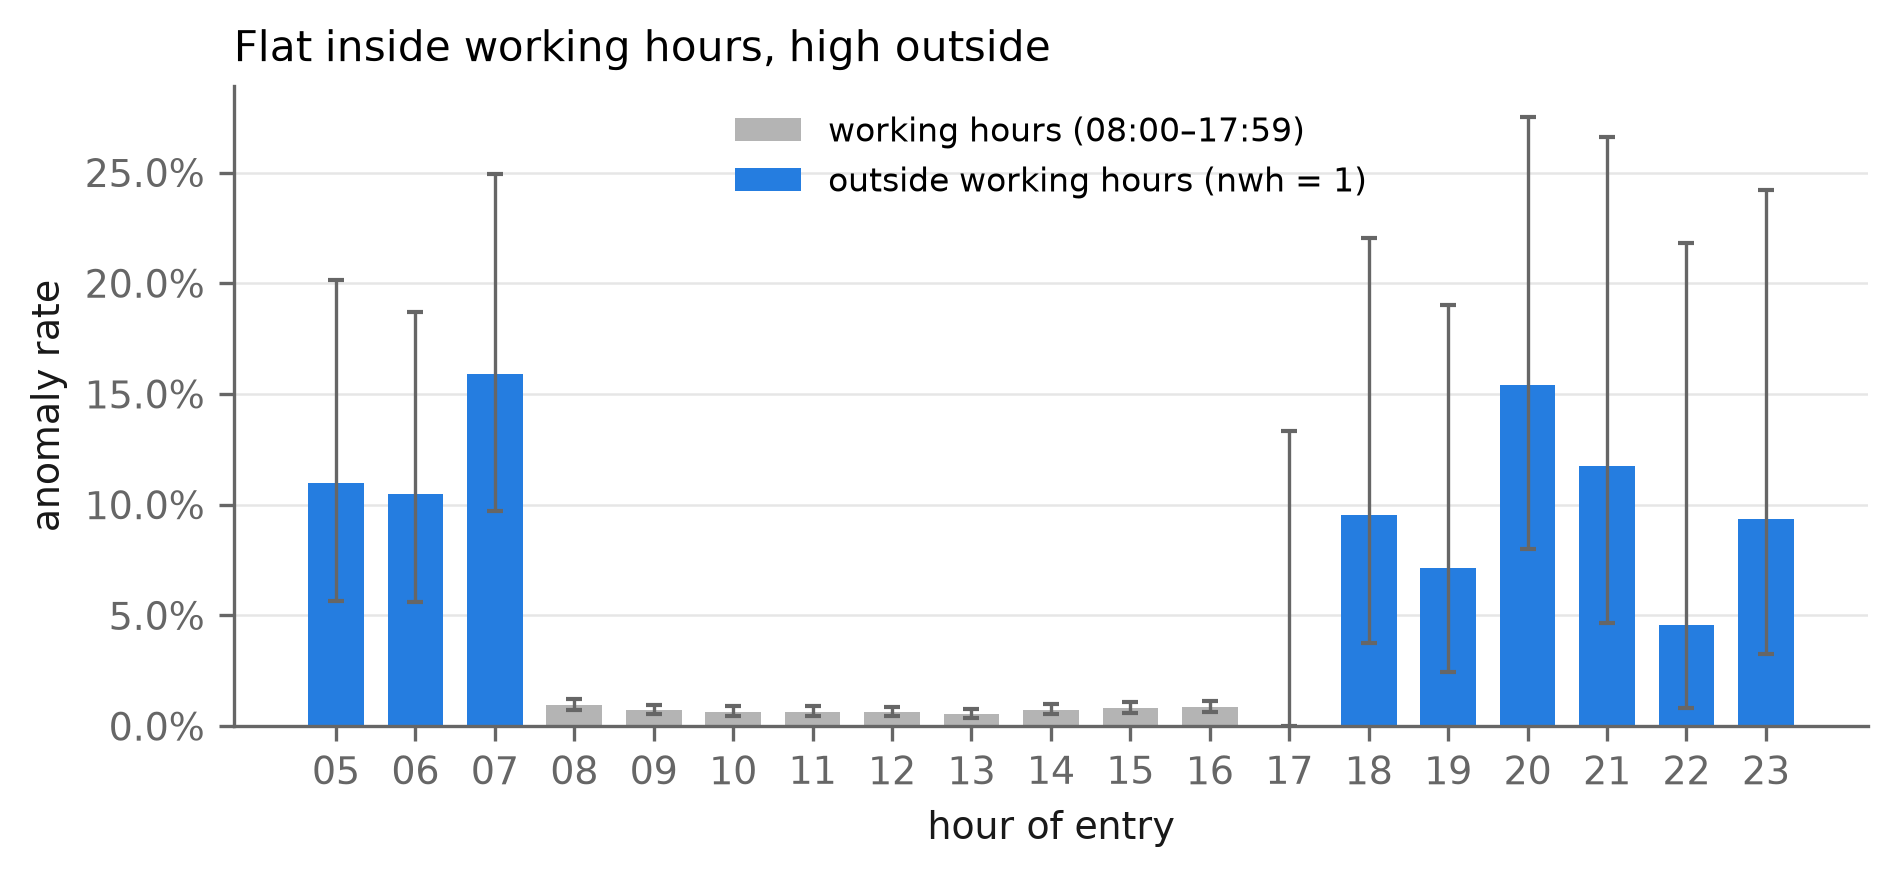 Flat inside working hours, high outside
working hours (08:00–17:59)
outside working hours (nwh = 1)
anomaly rate
25.0%
20.0%
15.0%
10.0%
5.0%
0.0%
05 06 07 08 09 10 11 12 13 14 15 16 17 18 19 20 21 22 23
hour of entry